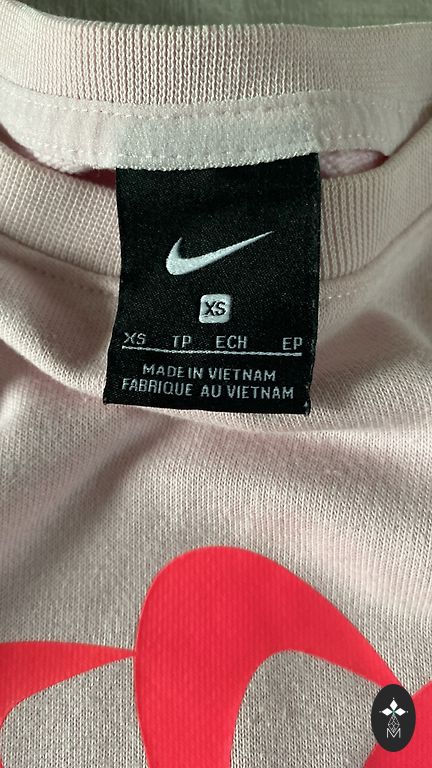 XS
XS TP ECH EP
MADE IN VIETNAM
FABRIQUE AU VIETNAM